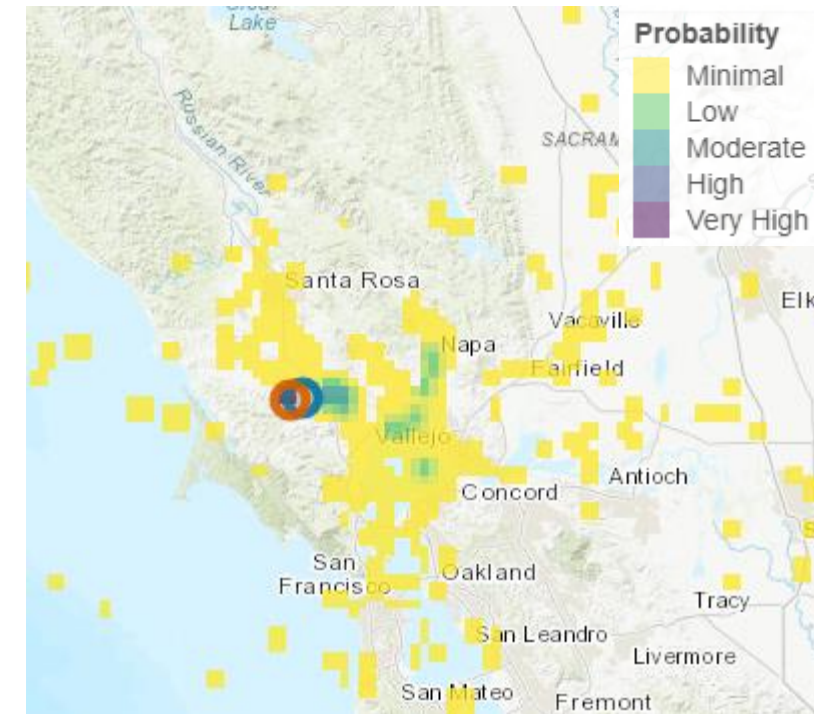 Lake
Probability
Minimal
Low
Moderate
High
Very High
Russian River
SACRAM
Santa Rosa
Elk
Vacaville
Napa
Fairfield
Vallejo
Antioch
Concord
San
Francisco
Oakland
Tracy
San Leandro
Livermore
San Mateo
Fremont